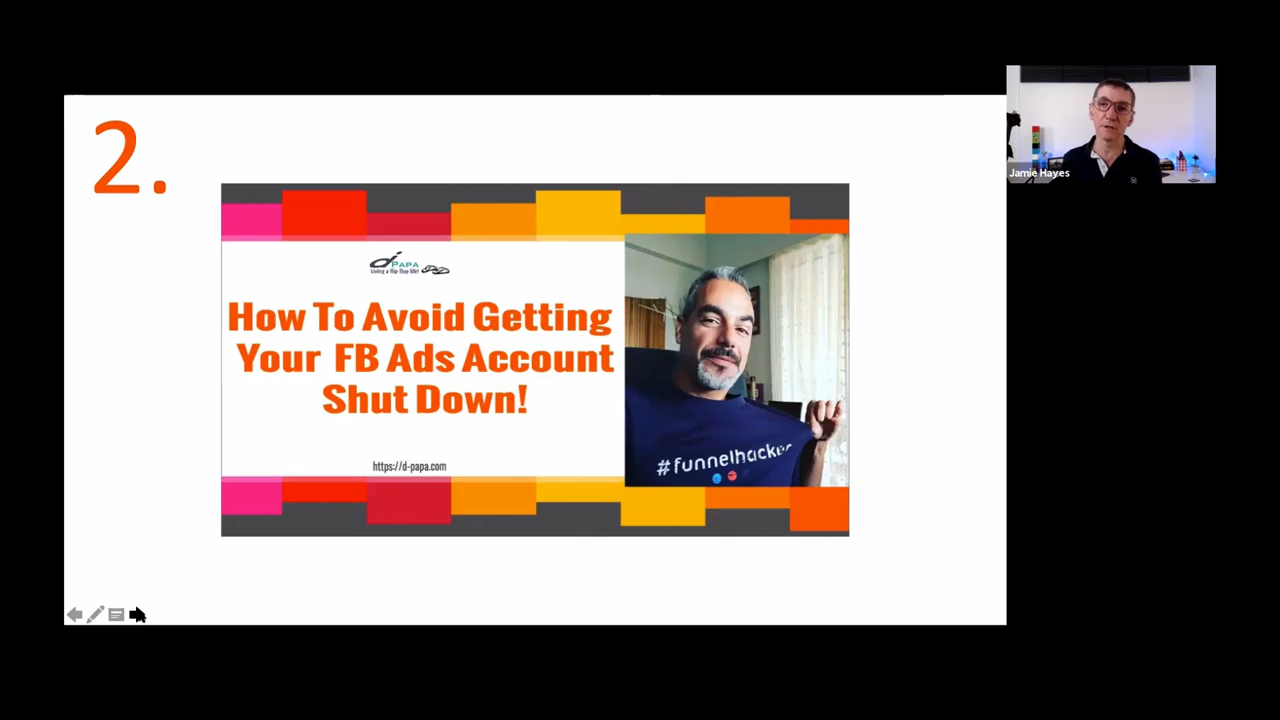 2.
Jamie Hayes
d PAPA
Living a flip flop life!
How To Avoid Getting
Your FB Ads Account
Shut Down!
https://d-papa.com
#funnelhacker